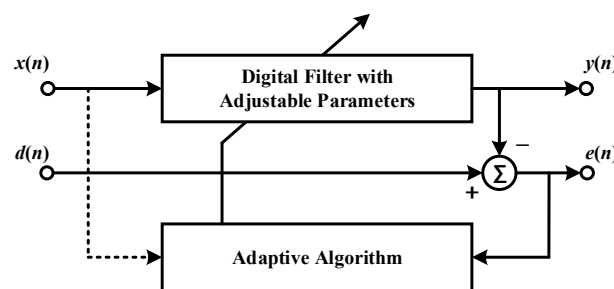 x(n)
Digital Filter with
Adjustable Parameters
y(n)
−
d(n)
+
Σ
e(n)
Adaptive Algorithm